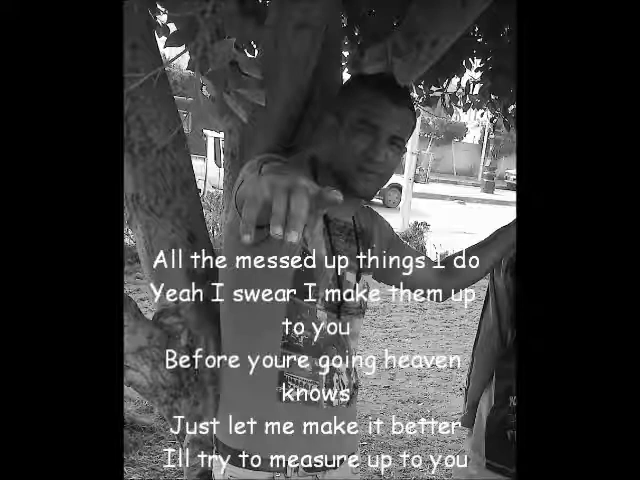 All the messed up things I do
Yeah I swear I make them up
to you
Before youre going heaven
knows
Just let me make it better
Ill try to measure up to you